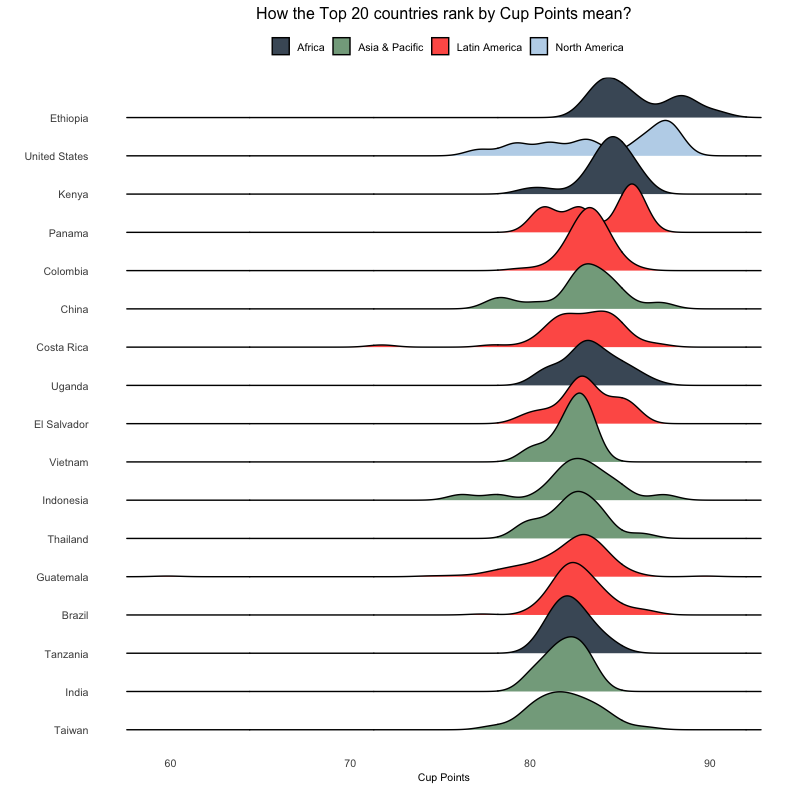 How the Top 20 countries rank by Cup Points mean?
Africa Asia & Pacific Latin America North America
Ethiopia
United States
Kenya
Panama
Colombia
China
Costa Rica
Uganda
El Salvador
Vietnam
Indonesia
Thailand
Guatemala
Brazil
Tanzania
India
Taiwan
60 70 80 90
Cup Points